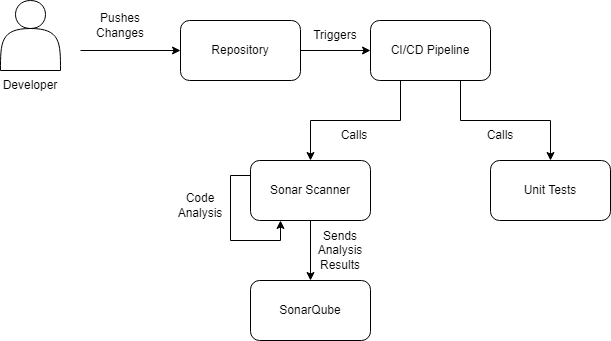 Pushes
Changes
Developer
Repository
Triggers
CI/CD Pipeline
Calls
Calls
Code
Analysis
Sonar Scanner
Unit Tests
Sends
Analysis
Results
SonarQube